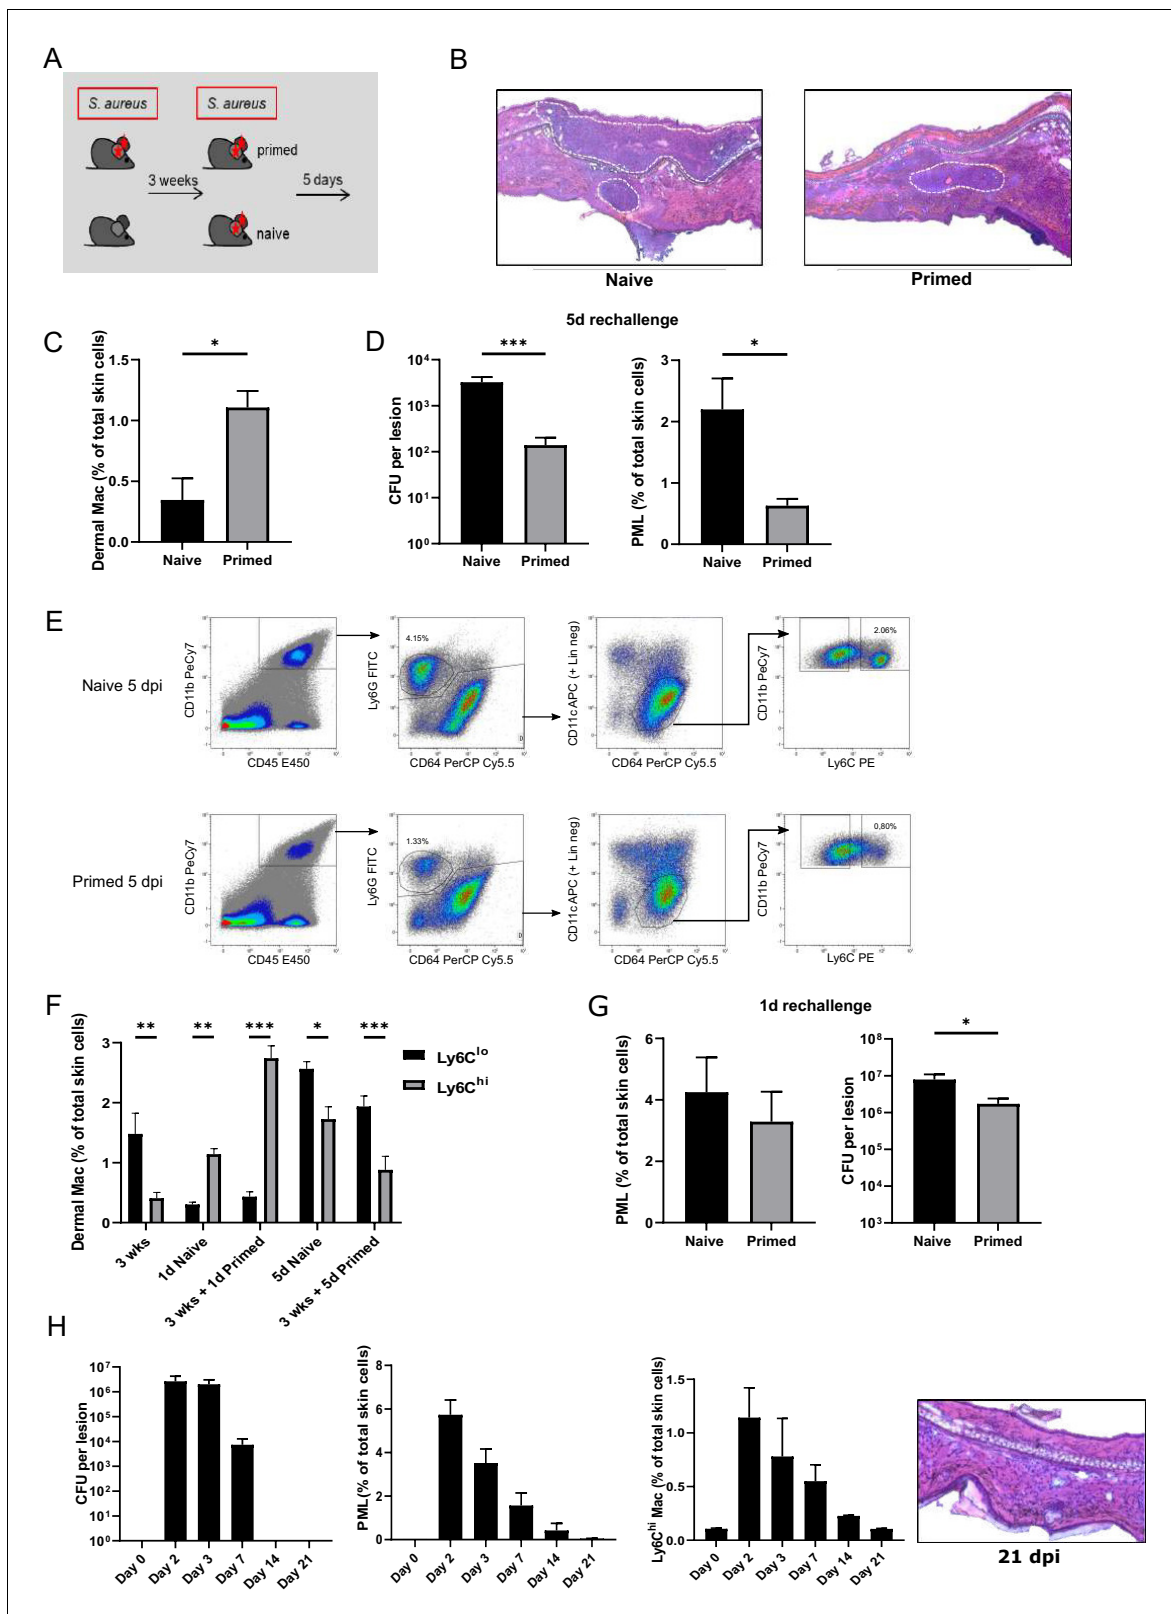 A
S. aureus
S. aureus
primed
3 weeks
5 days
naive
B
Naive
Primed
5d rechallenge
C
Dermal Mac (% of total skin cells)
1.5
1.0
0.5
0.0
*
Naive
Primed
D
CFU per lesion
10⁴
10³
10²
10¹
10⁰
***
Naive
Primed
PML (% of total skin cells)
3
2
1
0
*
Naive
Primed
E
Naive 5 dpi
CD11b PeCy7
CD45 E450
4.15%
Ly6G FITC
CD64 PerCP Cy5.5
CD11c APC (+ Lin neg)
CD64 PerCP Cy5.5
2.06%
CD11b PeCy7
Ly6C PE
Primed 5 dpi
CD11b PeCy7
CD45 E450
1.33%
Ly6G FITC
CD64 PerCP Cy5.5
CD11c APC (+ Lin neg)
CD64 PerCP Cy5.5
0,80%
CD11b PeCy7
Ly6C PE
F
Dermal Mac (% of total skin cells)
3
2
1
0
** ** *** * ***
Ly6C^lo
Ly6C^hi
3 wks
1d Naive
3 wks + 1d Primed
5d Naive
3 wks + 5d Primed
G
1d rechallenge
PML (% of total skin cells)
6
4
2
0
Naive
Primed
CFU per lesion
10⁸
10⁷
10⁶
10⁵
10⁴
10³
*
Naive
Primed
H
CFU per lesion
10⁷
10⁶
10⁵
10⁴
10³
10²
10¹
10⁰
Day 0
Day 2
Day 3
Day 7
Day 14
Day 21
PML(% of total skin cells)
8
6
4
2
0
Day 0
Day 2
Day 3
Day 7
Day 14
Day 21
Ly6C^hi Mac (% of total skin cells)
1.5
1.0
0.5
0.0
Day 0
Day 2
Day 3
Day 7
Day 14
Day 21
21 dpi